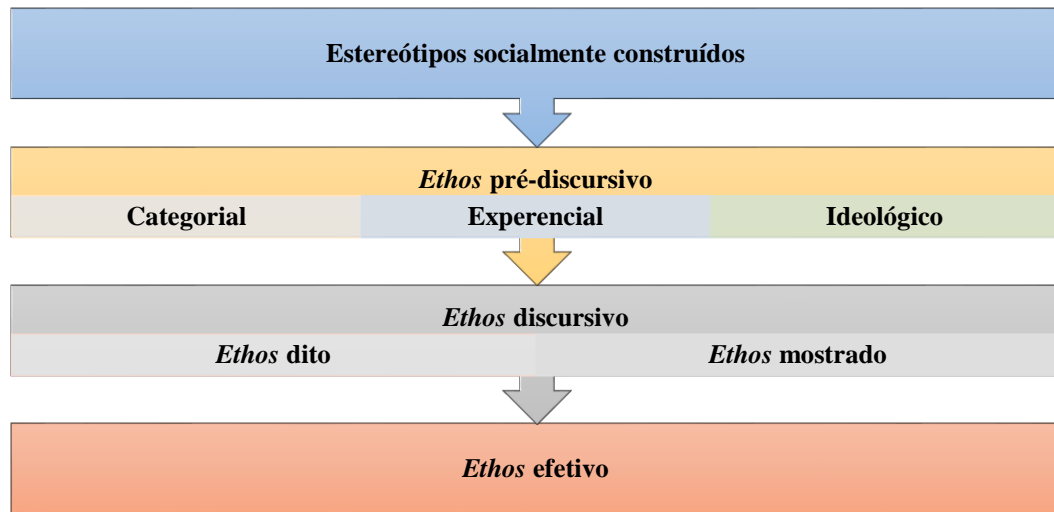 Estereótipos socialmente construídos
Ethos pré-discursivo
Categorial Experencial Ideológico
Ethos discursivo
Ethos dito Ethos mostrado
Ethos efetivo